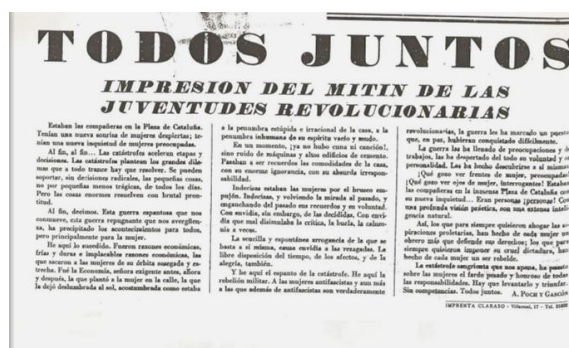 TODOS JUNTOS
IMPRESION DEL MITIN DE LAS
JUVENTUDES REVOLUCIONARIAS
Estaban las compañeras en la Plaza de Cataluña.
Tenían una nueva sonrisa de mujeres despiertas; te-
nían una nueva inquietud de mujeres preocupadas.
Al fin, al fin... Las catástrofes aceleran etapas y
decisiones. Las catástrofes plantean los grandes dile-
mas que a todo trance hay que resolver. Se pueden
soportar, sin decisiones radicales, las pequeñas cosas,
no por pequeñas menos trágicas, de todos los días.
Pero las cosas enormes se resuelven con brutal pron-
titud.
Al fin, decimos. Esta guerra espantosa que nos
conmueve, esta guerra repugnante que nos avergüen-
za, ha precipitado los acontecimientos para todos,
pero principalmente para la mujer.
He aquí lo sucedido. Fueron razones económicas,
frías y duras e implacables razones económicas, las
que sacaron a las mujeres de su órbita sosegada y es-
trecha. Fué la Economía, señora exigente antes, ahora
y después, la que plantó a la mujer en la calle, la que
la dejó deslumbrada al sol, acostumbrada como estaba
a la penumbra estúpida e irracional de la casa, a la
penumbra inhumana de su espíritu vacío y mudo.
En un momento, ¡ya no hubo cuna ni canción!,
sino ruido de máquinas y altos edificios de cemento.
Pasaban a ser recuerdos las comodidades de la casa,
con su enorme ignorancia, con su absurda irrespon-
sabilidad.
Indecisas estaban las mujeres por el brusco em-
pujón. Indecisas, y volviendo la mirada al pasado, y
enganchando del pasado sus recuerdos y su voluntad.
Con envidia, sin embargo, de las decididas. Con envi-
dia que mal disimulaba la crítica, la burla, la calum-
nia a veces.
La sencilla y espontánea arrogancia de la que se
basta a sí misma, causa envidia a las rezagadas. La
libre disposición del tiempo, de los afectos, y de la
alegría, también.
Y he aquí el espanto de la catástrofe. He aquí la
rebelión militar. A las mujeres antifascistas y aun más
a las que además de antifascistas son verdaderamente
revolucionarias, la guerra les ha marcado un puesto
que, en paz, hubieran conquistado difícilmente.
La guerra las ha llenado de preocupaciones y de
trabajos, las ha despertado del todo su voluntad y su
personalidad. Les ha hecho descubrirse a sí mismas.
¡Qué gozo ver frentes de mujer, preocupadas!
¡Qué gozo ver ojos de mujer, interrogantes! Estaban
las compañeras en la inmensa Plaza de Cataluña con
su nueva inquietud... Eran personas ¡personas! Con
una profunda visión práctica, son una extensa inteli-
gencia natural.
Así, los que para siempre quisieron ahogar las as-
piraciones proletarias, han hecho de cada mujer un
obrero más que defienda sus derechos; los que para
siempre quisieron imponer su cruel dictadura, han
hecho de cada mujer un ser rebelde.
La catástrofe sangrienta que nos apena, ha puesto
sobre las mujeres el fardo pesado y honroso de todas
las responsabilidades. Hay que levantarlo y triunfar.
Sin competencias. Todos juntos.
A. POCH Y GASCÓN
IMPRENTA CLARASO - Villarroel, 17 - Tel.